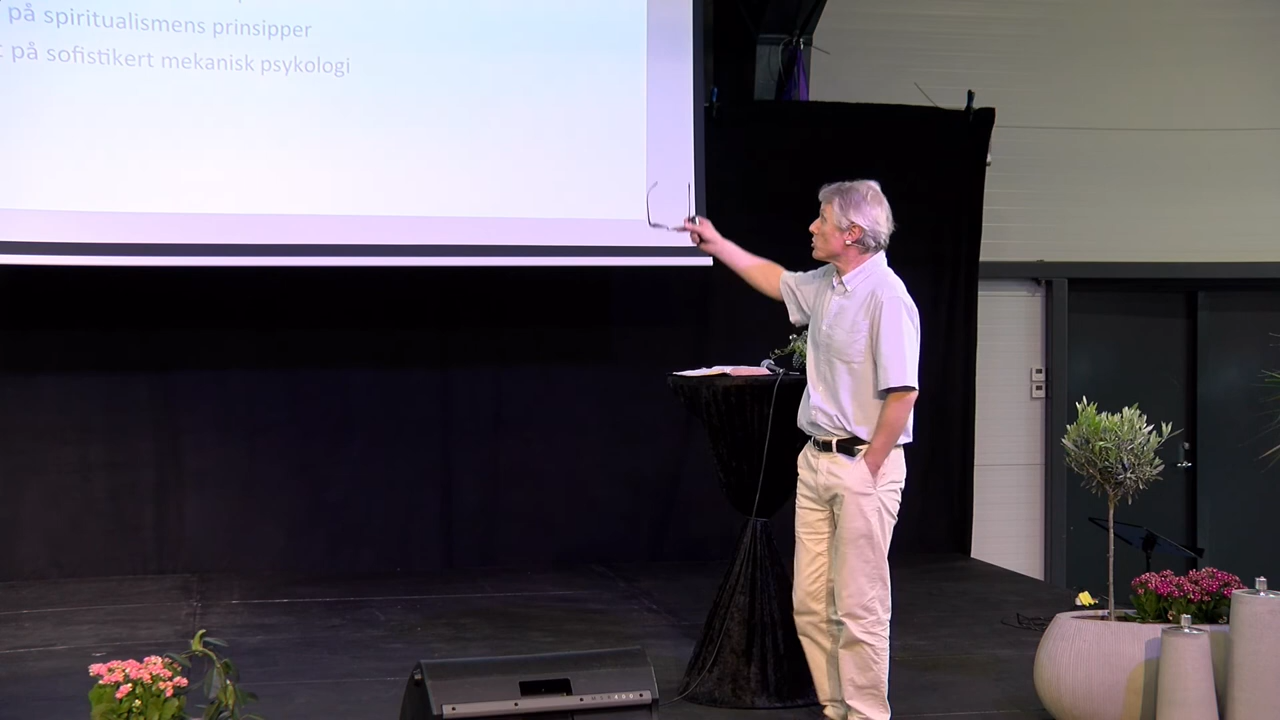 på spiritualismens prinsipper
på sofistikert mekanisk psykologi